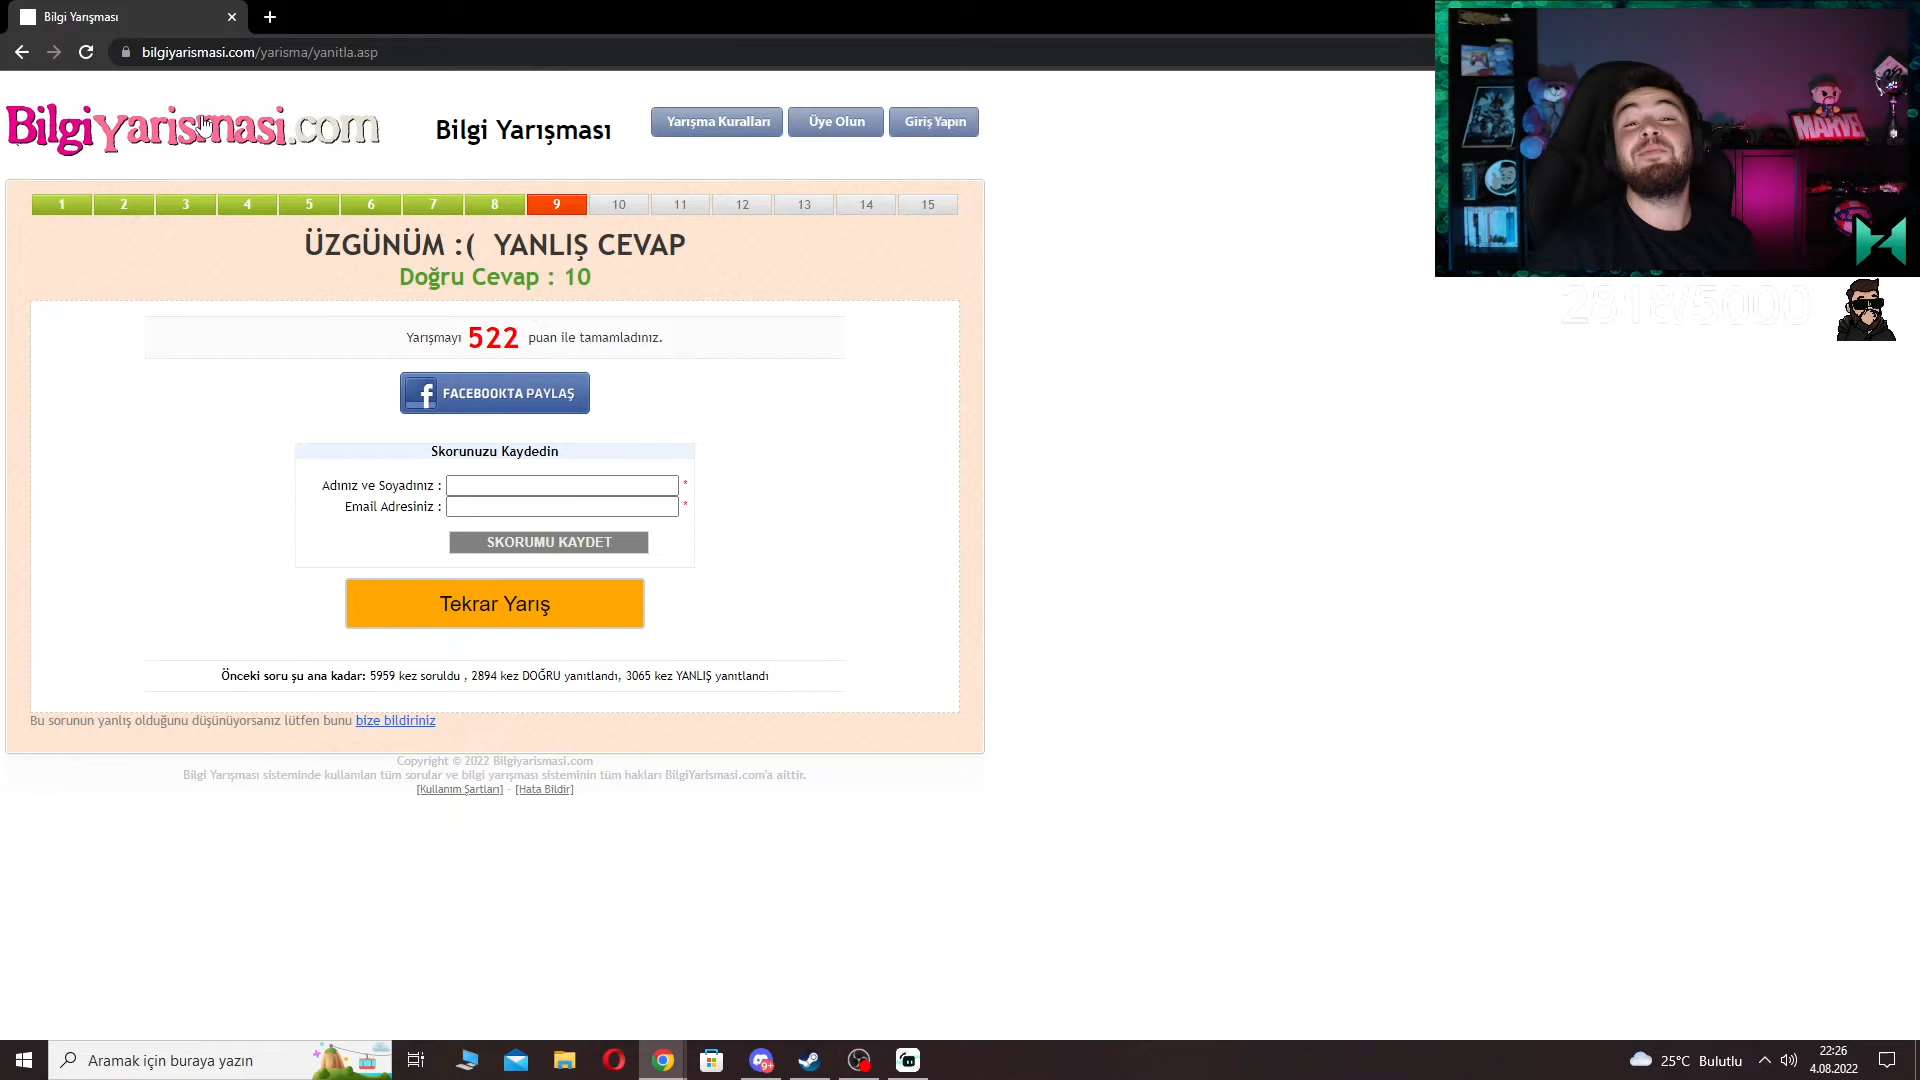 Bilgi Yarışması
bilgiyarismasi.com/yarisma/yanitla.asp
Bilgiyarismasi.com
Bilgi Yarışması
Yarışma Kuralları
Üye Olun
Giriş Yapın
1 2 3 4 5 6 7 8 9 10 11 12 13 14 15
ÜZGÜNÜM :( YANLIŞ CEVAP
Doğru Cevap : 10
Yarışmayı 522 puan ile tamamladınız.
f FACEBOOKTA PAYLAŞ
Skorunuzu Kaydedin
Adınız ve Soyadınız : *
Email Adresiniz : *
SKORUMU KAYDET
Tekrar Yarış
Önceki soru şu ana kadar: 5959 kez soruldu , 2894 kez DOĞRU yanıtlandı, 3065 kez YANLIŞ yanıtlandı
Bu sorunun yanlış olduğunu düşünüyorsanız lütfen bunu bize bildiriniz
Copyright © 2022 Bilgiyarismasi.com
Bilgi Yarışması sisteminde kullanılan tüm sorular ve bilgi yarışması sisteminin tüm hakları BilgiYarismasi.com'a aittir.
[Kullanım Şartları] - [Hata Bildir]
MARVEL
2918/5000
Aramak için buraya yazın
9+
25°C Bulutlu
22:26
4.08.2022